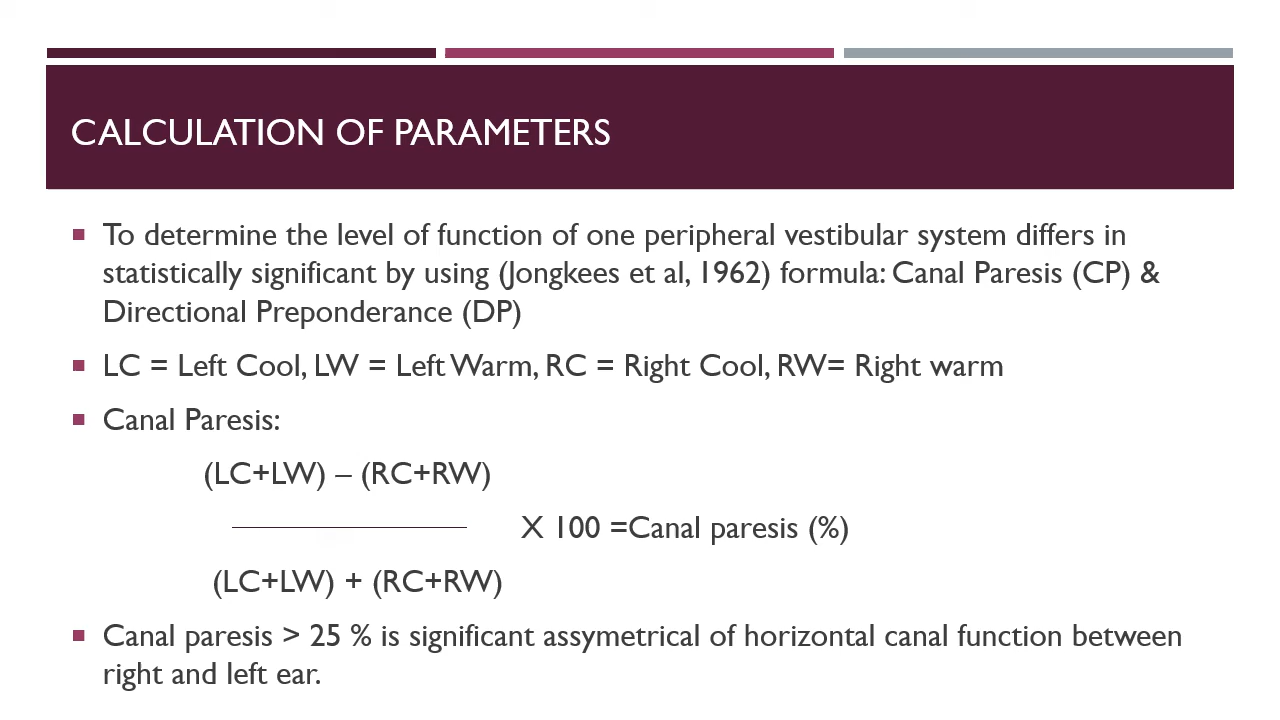 CALCULATION OF PARAMETERS
To determine the level of function of one peripheral vestibular system differs in
statistically significant by using (Jongkees et al, 1962) formula: Canal Paresis (CP) &
Directional Preponderance (DP)
LC = Left Cool, LW = Left Warm, RC = Right Cool, RW= Right warm
Canal Paresis:
(LC+LW) – (RC+RW)
X 100 =Canal paresis (%)
(LC+LW) + (RC+RW)
Canal paresis > 25 % is significant assymetrical of horizontal canal function between
right and left ear.